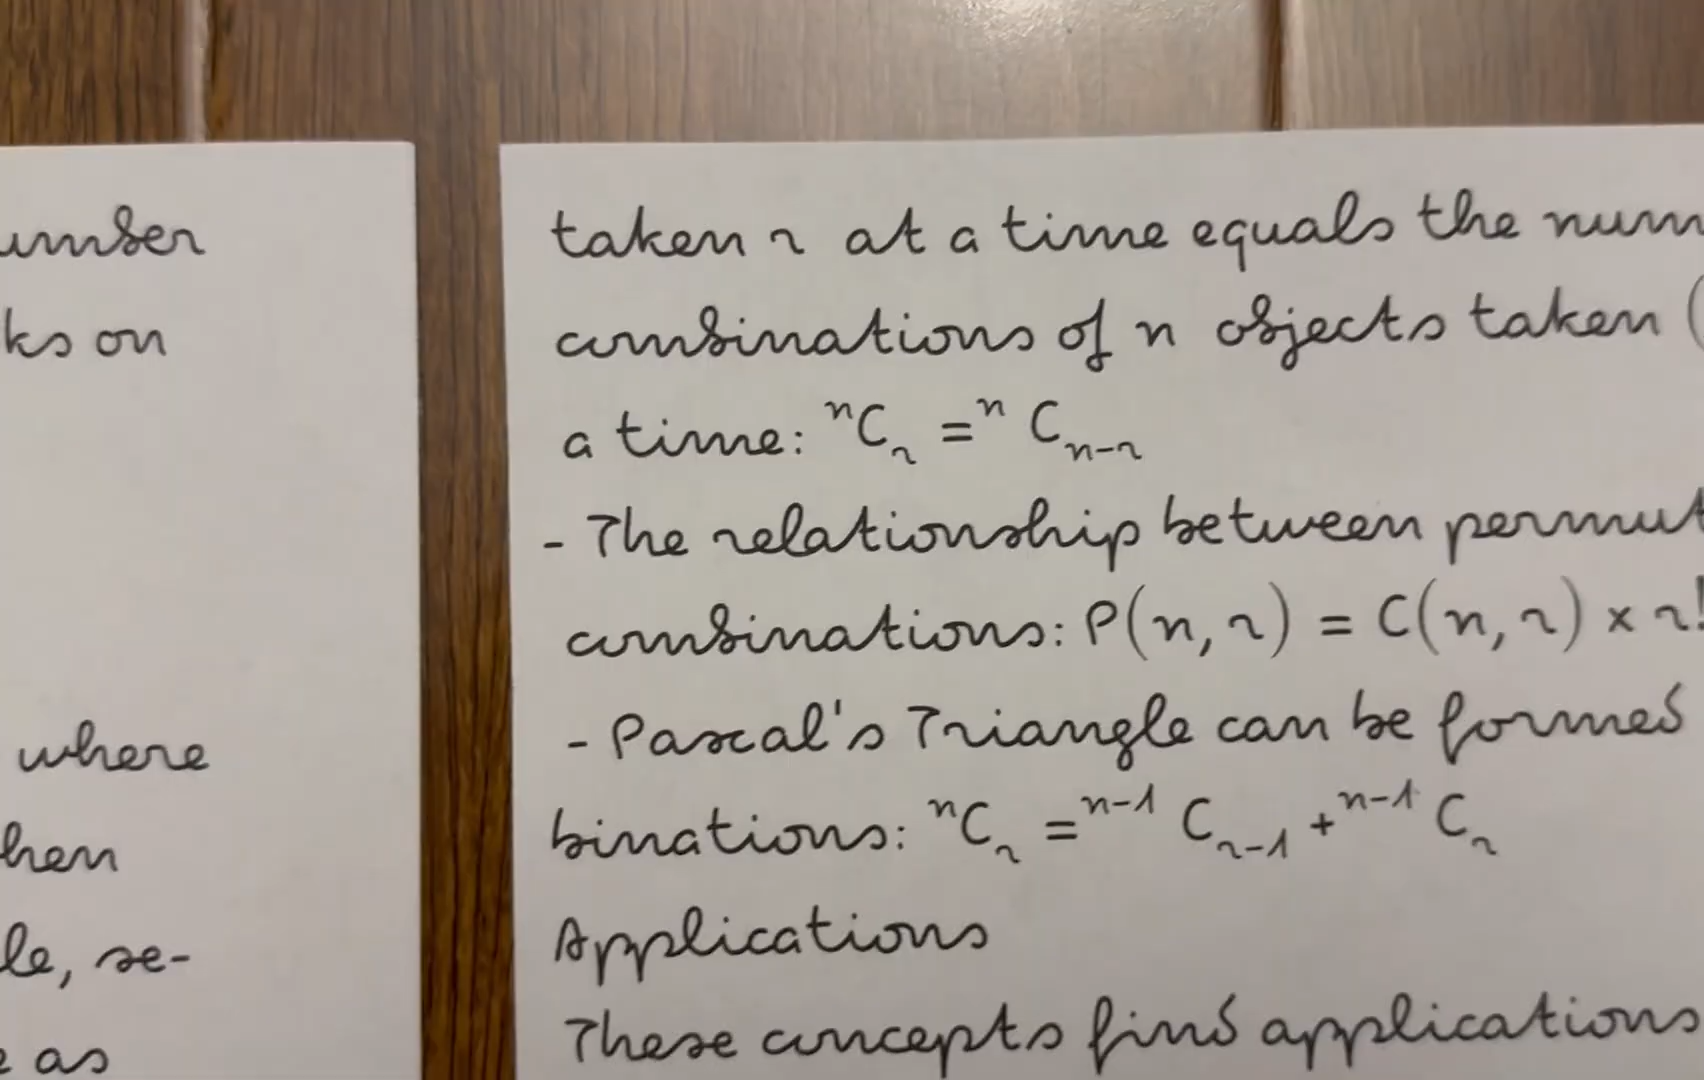 umber
ks on
where
hen
le, se-
e as
taken r at a time equals the num
combinations of n objects taken (
a time: ⁿCᵣ = ⁿCₙ₋ᵣ
- The relationship between permut
combinations: P(n, r) = C(n, r) × r!
- Pascal's Triangle can be formed
binations: ⁿCᵣ = ⁿ⁻¹Cᵣ₋₁ + ⁿ⁻¹Cᵣ
Applications
These concepts find applications